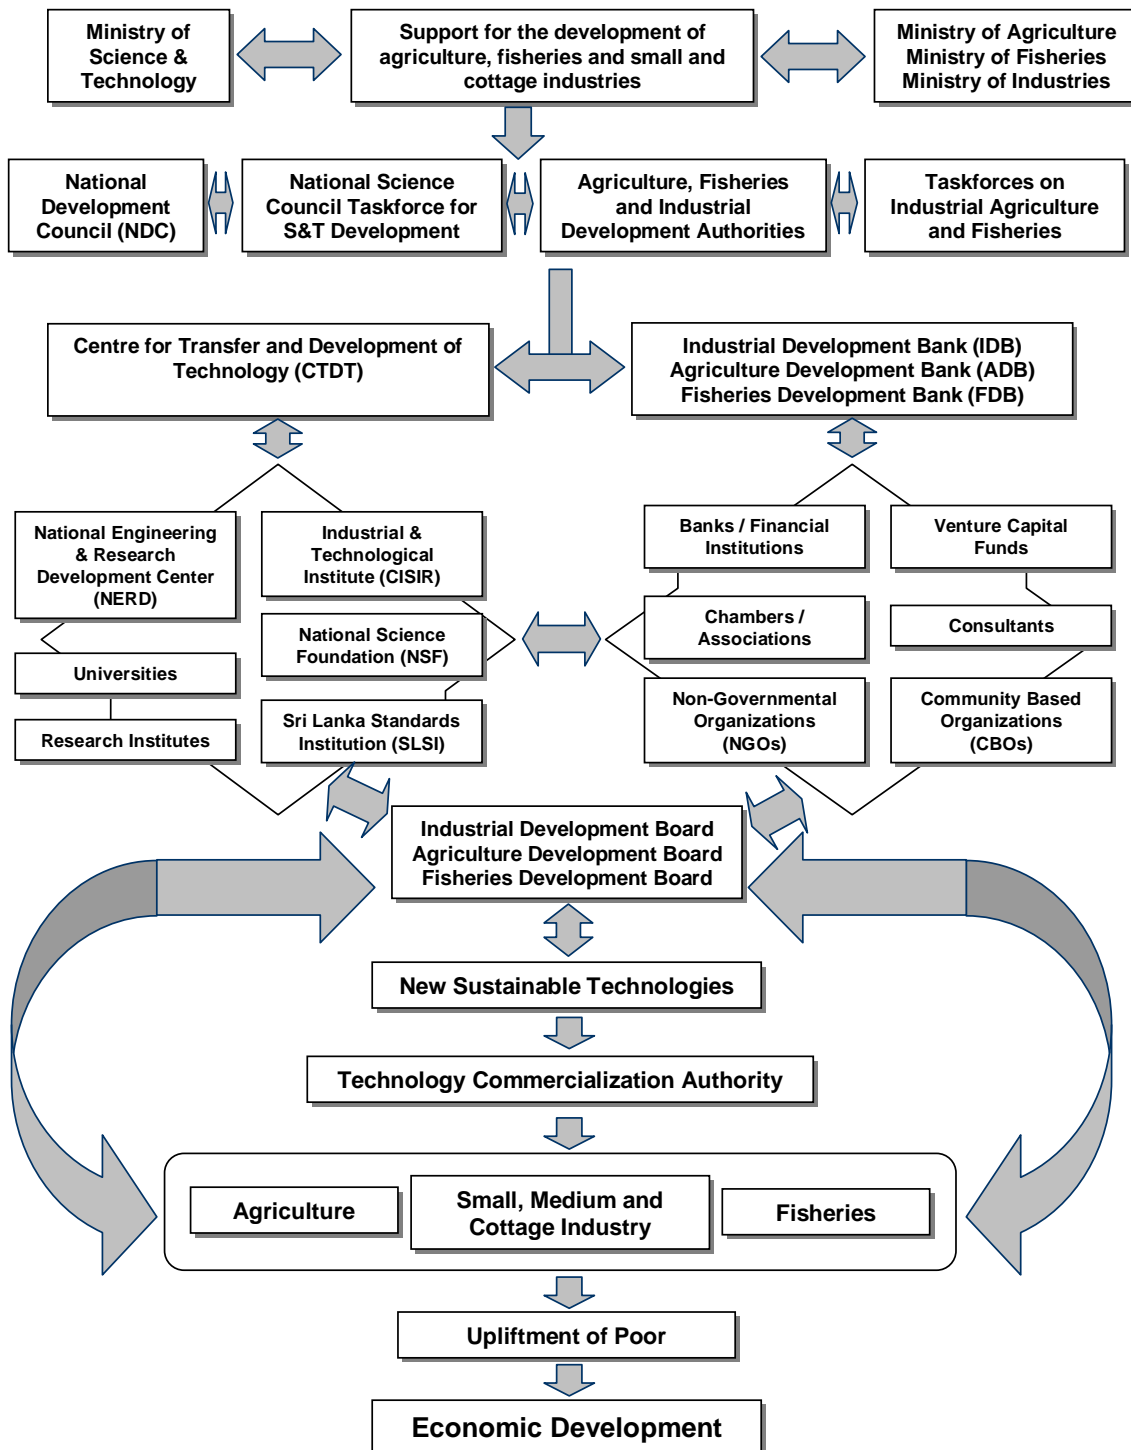 Ministry of
Science &
Technology
Support for the development of
agriculture, fisheries and small and
cottage industries
Ministry of Agriculture
Ministry of Fisheries
Ministry of Industries
National
Development
Council (NDC)
National Science
Council Taskforce for
S&T Development
Agriculture, Fisheries
and Industrial
Development Authorities
Taskforces on
Industrial Agriculture
and Fisheries
Centre for Transfer and Development of
Technology (CTDT)
Industrial Development Bank (IDB)
Agriculture Development Bank (ADB)
Fisheries Development Bank (FDB)
National Engineering
& Research
Development Center
(NERD)
Industrial &
Technological
Institute (CISIR)
National Science
Foundation (NSF)
Universities
Research Institutes
Sri Lanka Standards
Institution (SLSI)
Banks / Financial
Institutions
Venture Capital
Funds
Chambers /
Associations
Consultants
Non-Governmental
Organizations
(NGOs)
Community Based
Organizations
(CBOs)
Industrial Development Board
Agriculture Development Board
Fisheries Development Board
New Sustainable Technologies
Technology Commercialization Authority
Agriculture
Small, Medium and
Cottage Industry
Fisheries
Upliftment of Poor
Economic Development